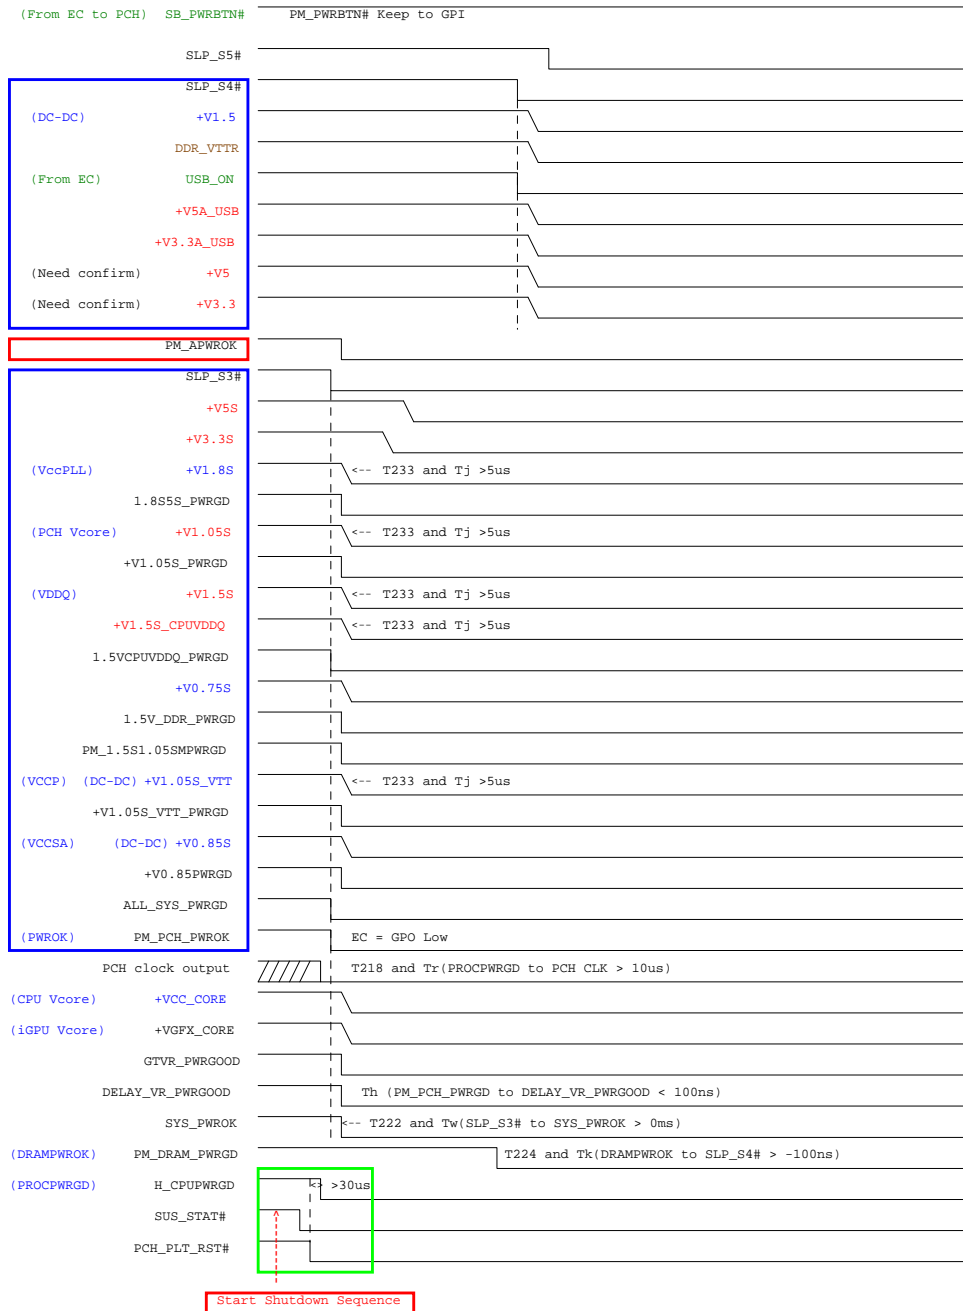 (From EC to PCH) SB_PWRBTN# PM_PWRBTN# Keep to GPI
SLP_S5#
SLP_S4#
(DC-DC) +V1.5
DDR_VTTR
(From EC) USB_ON
+V5A_USB
+V3.3A_USB
(Need confirm) +V5
(Need confirm) +V3.3
PM_APWROK
SLP_S3#
+V5S
+V3.3S
(VccPLL) +V1.8S <-- T233 and Tj >5us
1.8S5S_PWRGD
(PCH Vcore) +V1.05S <-- T233 and Tj >5us
+V1.05S_PWRGD
(VDDQ) +V1.5S <-- T233 and Tj >5us
+V1.5S_CPUVDDQ <-- T233 and Tj >5us
1.5VCPUVDDQ_PWRGD
+V0.75S
1.5V_DDR_PWRGD
PM_1.5S1.05SMPWRGD
(VCCP) (DC-DC) +V1.05S_VTT <-- T233 and Tj >5us
+V1.05S_VTT_PWRGD
(VCCSA) (DC-DC) +V0.85S
+V0.85PWRGD
ALL_SYS_PWRGD
(PWROK) PM_PCH_PWROK EC = GPO Low
PCH clock output T218 and Tr(PROCPWRGD to PCH CLK > 10us)
(CPU Vcore) +VCC_CORE
(iGPU Vcore) +VGFX_CORE
GTVR_PWRGOOD
DELAY_VR_PWRGOOD Th (PM_PCH_PWRGD to DELAY_VR_PWRGOOD < 100ns)
SYS_PWROK <-- T222 and Tw(SLP_S3# to SYS_PWROK > 0ms)
(DRAMPWROK) PM_DRAM_PWRGD T224 and Tk(DRAMPWROK to SLP_S4# > -100ns)
(PROCPWRGD) H_CPUPWRGD <> >30us
SUS_STAT#
PCH_PLT_RST#
Start Shutdown Sequence